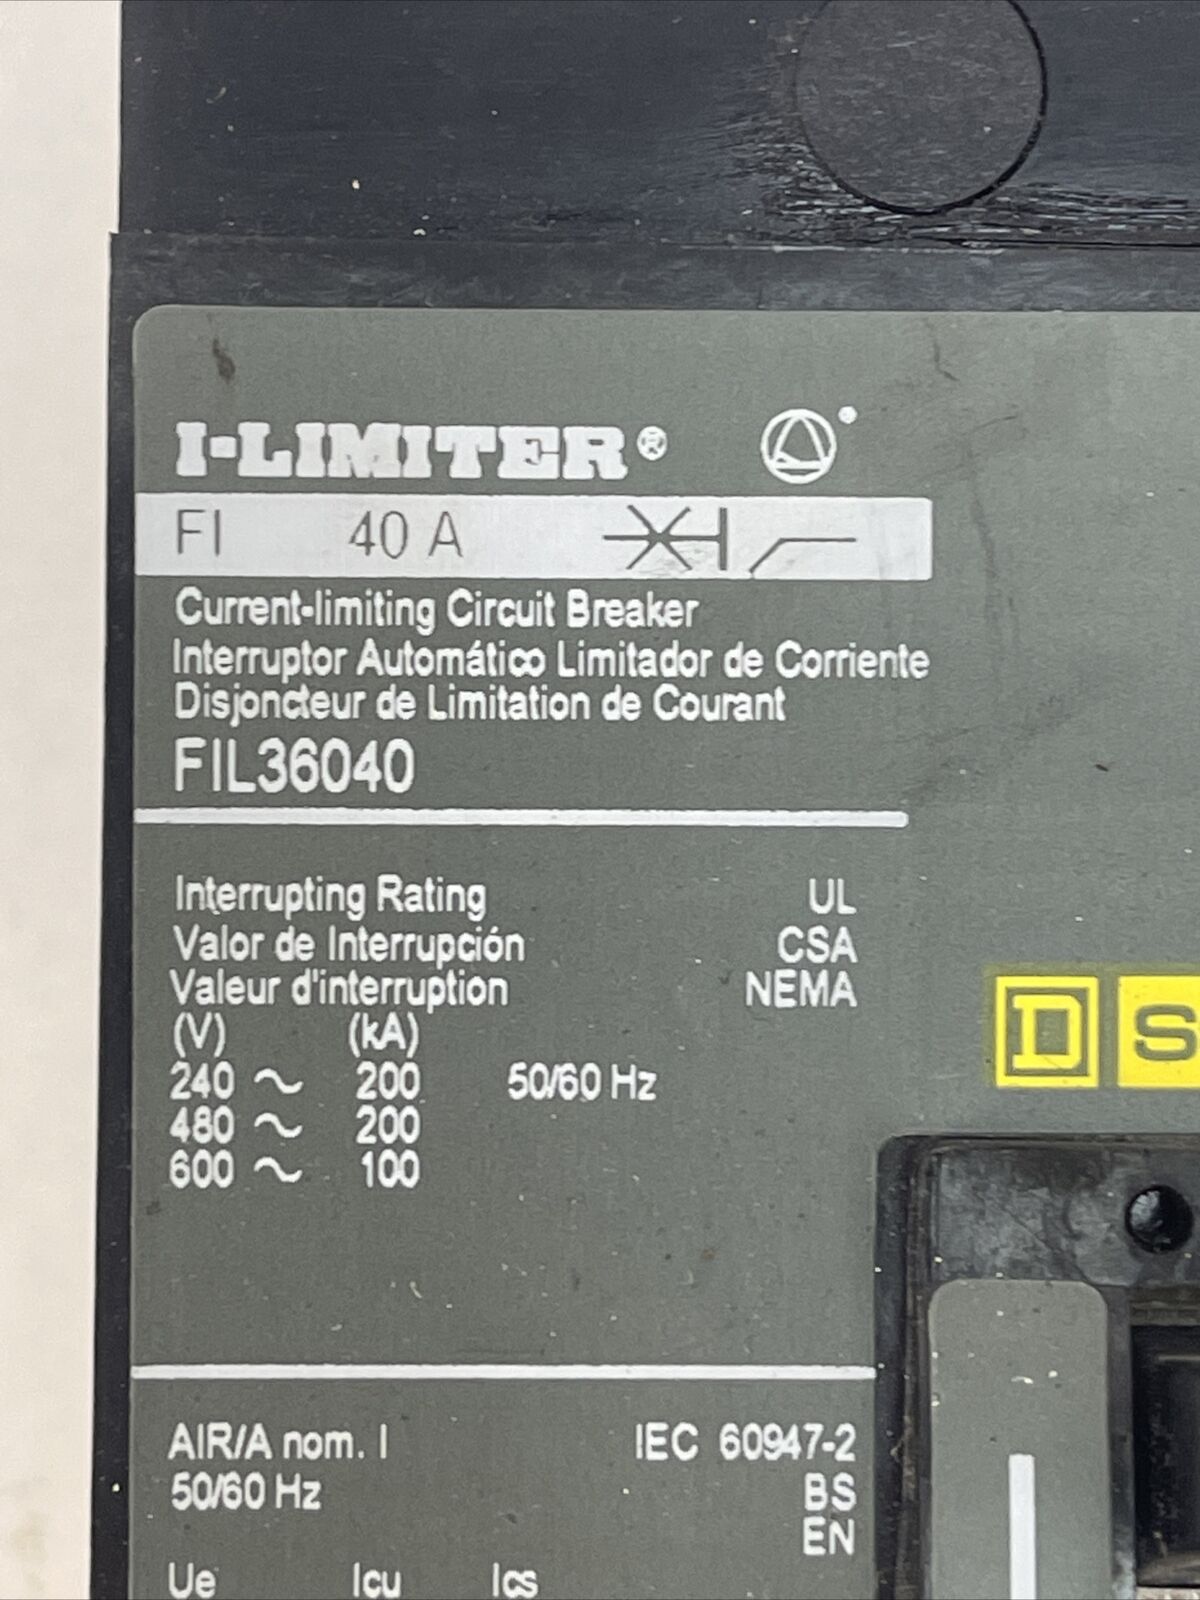 I-LIMITER®
FI 40 A
Current-limiting Circuit Breaker
Interruptor Automático Limitador de Corriente
Disjoncteur de Limitation de Courant
FIL36040
Interrupting Rating UL
Valor de Interrupción CSA
Valeur d'interruption NEMA
(V) (kA)
240 ~ 200 50/60 Hz
480 ~ 200
600 ~ 100
D S
AIR/A nom. I IEC 60947-2
50/60 Hz BS
EN
Ue Icu Ics